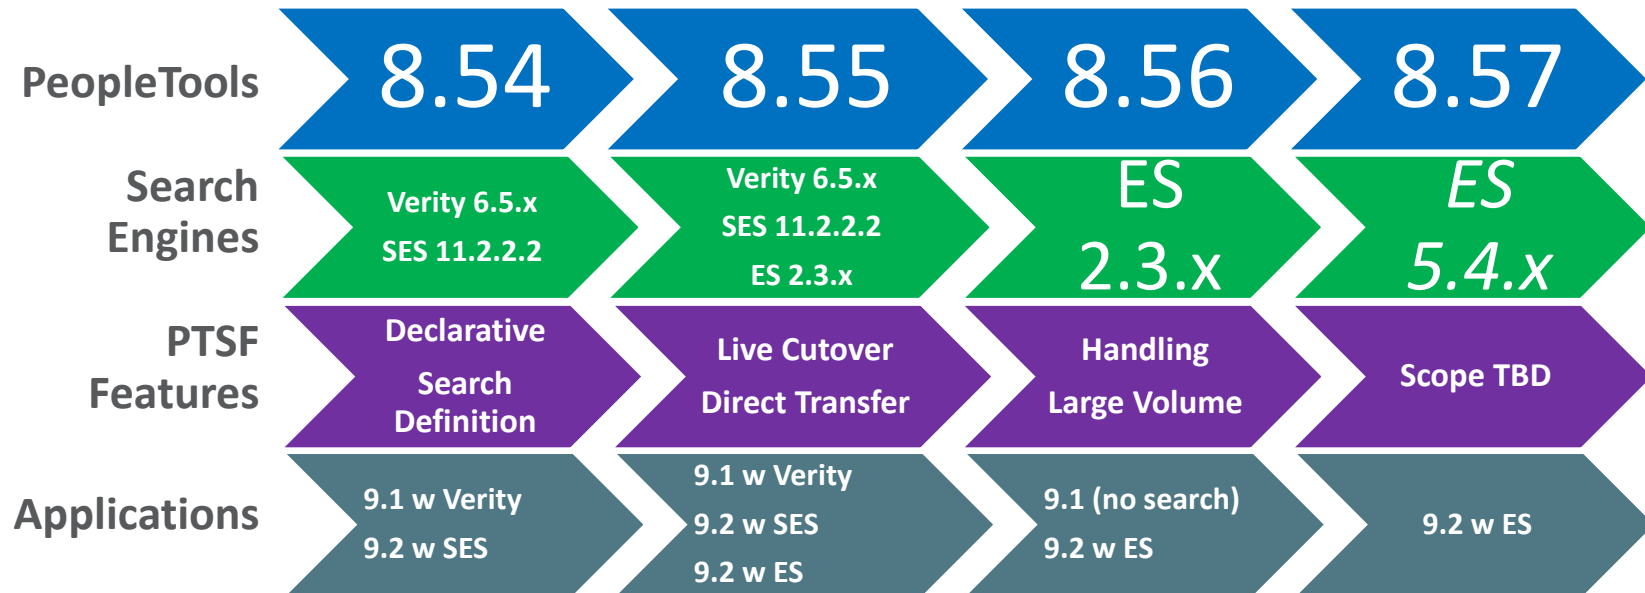 PeopleTools
8.54
8.55
8.56
8.57
Search
Engines
Verity 6.5.x
SES 11.2.2.2
Verity 6.5.x
SES 11.2.2.2
ES 2.3.x
ES
2.3.x
ES
5.4.x
PTSF
Features
Declarative
Search
Definition
Live Cutover
Direct Transfer
Handling
Large Volume
Scope TBD
Applications
9.1 w Verity
9.2 w SES
9.1 w Verity
9.2 w SES
9.2 w ES
9.1 (no search)
9.2 w ES
9.2 w ES